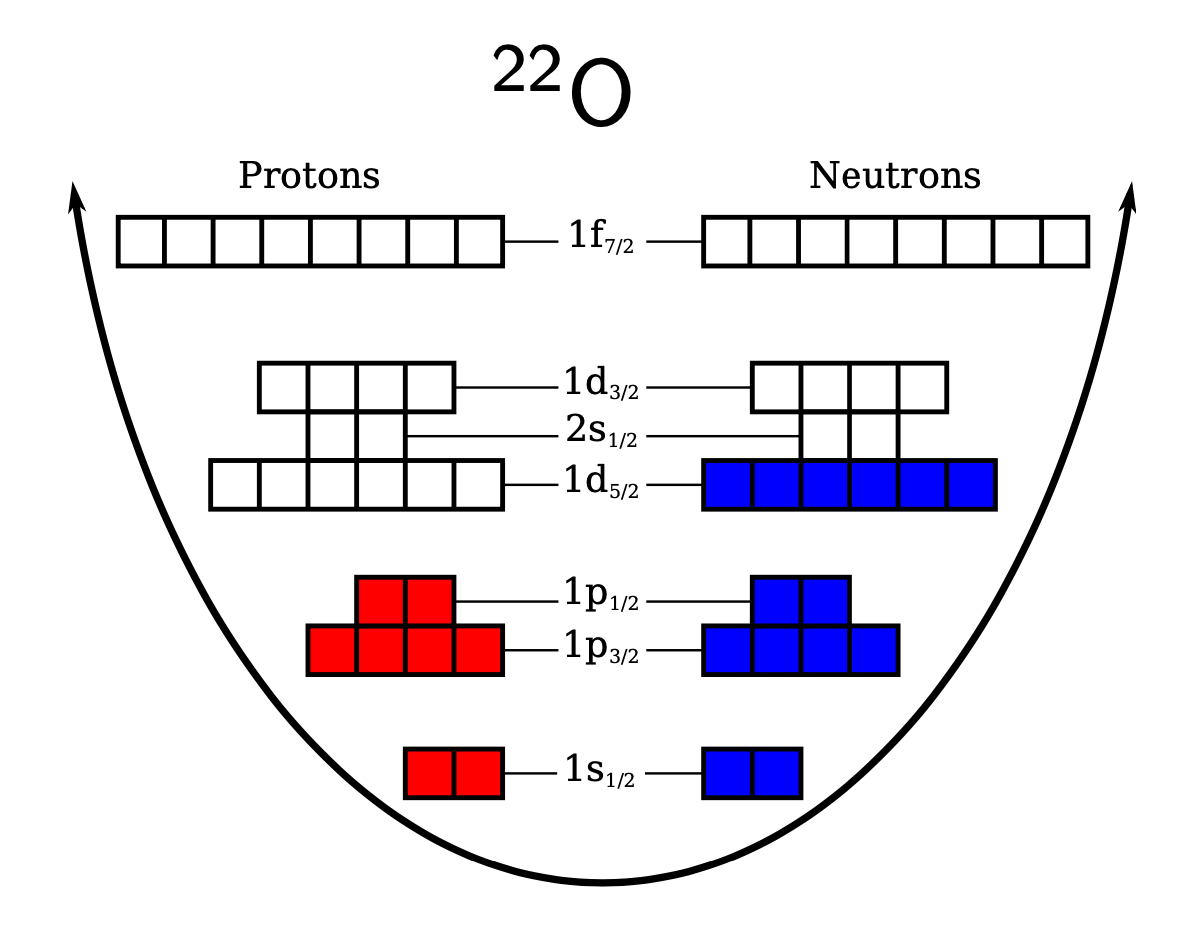 ²²O
Protons Neutrons
1f₇/₂
1d₃/₂
2s₁/₂
1d₅/₂
1p₁/₂
1p₃/₂
1s₁/₂